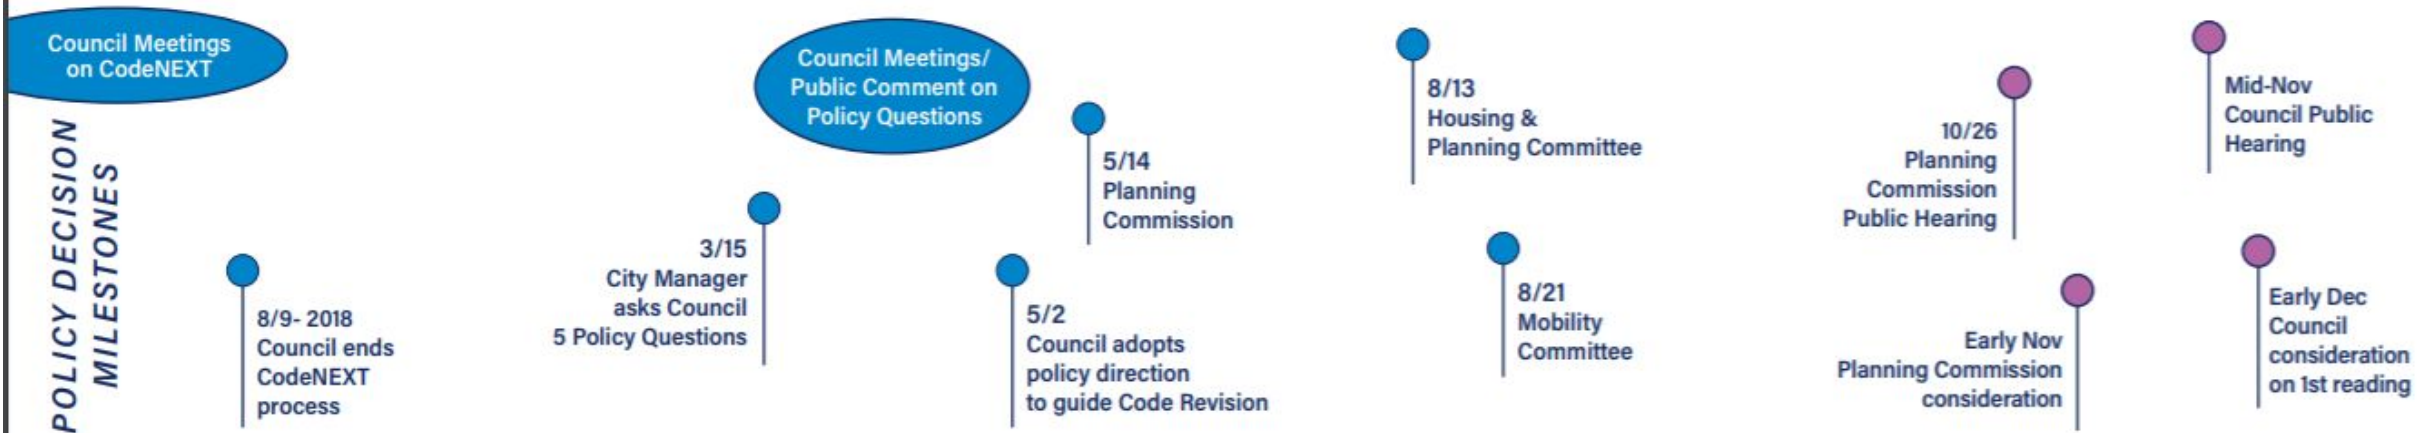 Council Meetings
on CodeNEXT
POLICY DECISION
MILESTONES
8/9- 2018
Council ends
CodeNEXT
process
3/15
City Manager
asks Council
5 Policy Questions
Council Meetings/
Public Comment on
Policy Questions
5/2
Council adopts
policy direction
to guide Code Revision
5/14
Planning
Commission
8/13
Housing &
Planning Committee
8/21
Mobility
Committee
10/26
Planning
Commission
Public Hearing
Early Nov
Planning Commission
consideration
Mid-Nov
Council Public
Hearing
Early Dec
Council
consideration
on 1st reading